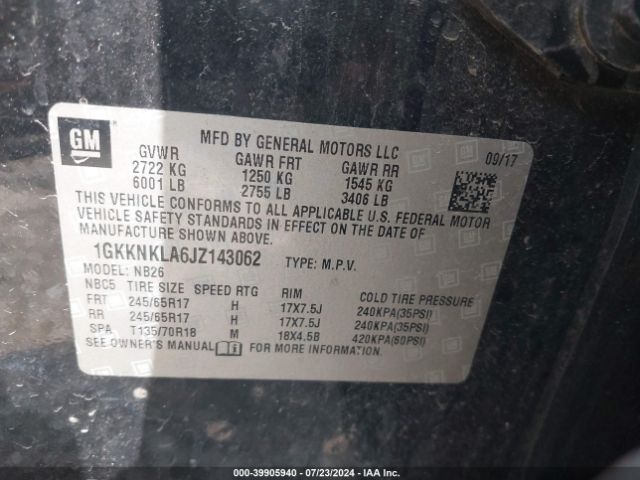 GM
MFD BY GENERAL MOTORS LLC
09/17
GVWR GAWR FRT GAWR RR
2722 KG 1250 KG 1545 KG
6001 LB 2755 LB 3406 LB
THIS VEHICLE CONFORMS TO ALL APPLICABLE U.S. FEDERAL MOTOR
VEHICLE SAFETY STANDARDS IN EFFECT ON THE DATE OF
MANUFACTURE SHOWN ABOVE.
1GKKNKLA6JZ143062 TYPE: M.P.V.
MODEL: NB26
NBC5 TIRE SIZE SPEED RTG RIM COLD TIRE PRESSURE
FRT 245/65R17 H 17X7.5J 240KPA(35PSI)
RR 245/65R17 H 17X7.5J 240KPA(35PSI)
SPA T135/70R18 M 18X4.5B 420KPA(60PSI)
SEE OWNER'S MANUAL FOR MORE INFORMATION.
000-39905940 - 07/23/2024 - IAA Inc.